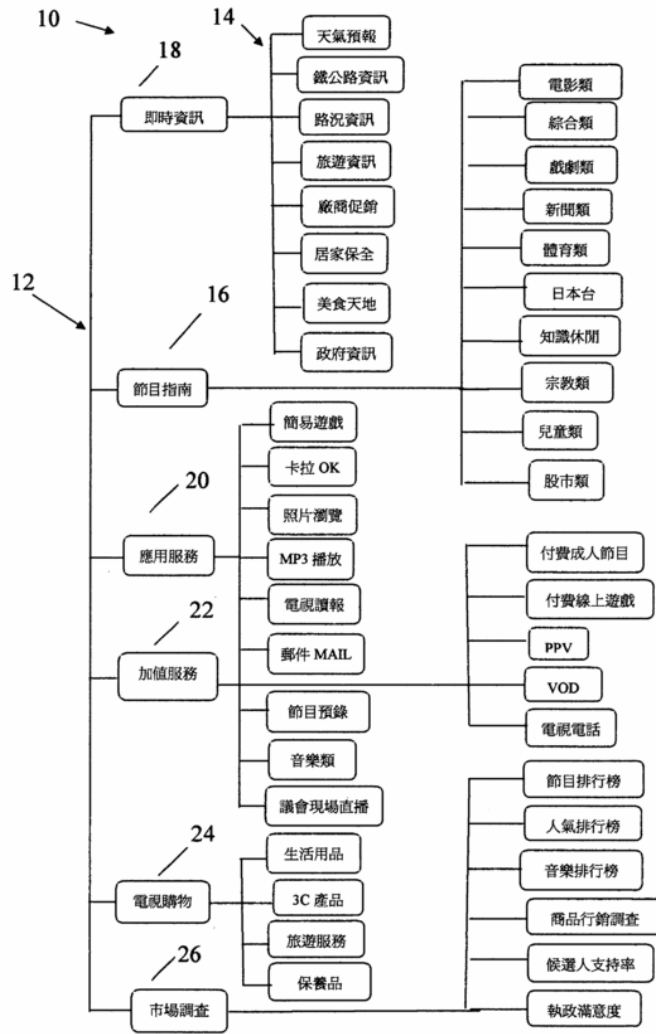 10
14
18
即時資訊
天氣預報
鐵公路資訊
路況資訊
旅遊資訊
廠商促銷
居家保全
美食天地
政府資訊
12
16
節目指南
電影類
綜合類
戲劇類
新聞類
體育類
日本台
知識休閒
宗教類
兒童類
股市類
20
應用服務
簡易遊戲
卡拉 OK
照片瀏覽
MP3 播放
電視讀報
郵件 MAIL
節目預錄
音樂類
議會現場直播
22
加值服務
付費成人節目
付費線上遊戲
PPV
VOD
電視電話
24
電視購物
生活用品
3C 產品
旅遊服務
保養品
26
市場調查
節目排行榜
人氣排行榜
音樂排行榜
商品行銷調查
候選人支持率
執政滿意度